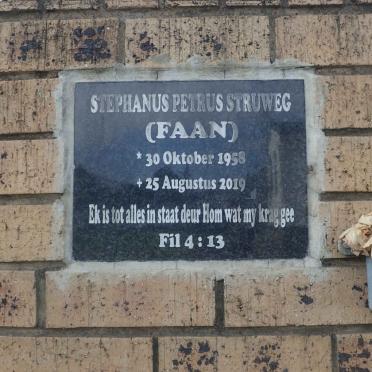 STEPHANUS PETRUS STRUWEG
(FAAN)
* 30 Oktober 1958
+ 25 Augustus 2019
Ek is tot alles in staat deur Hom wat my krag gee
Fil 4 : 13